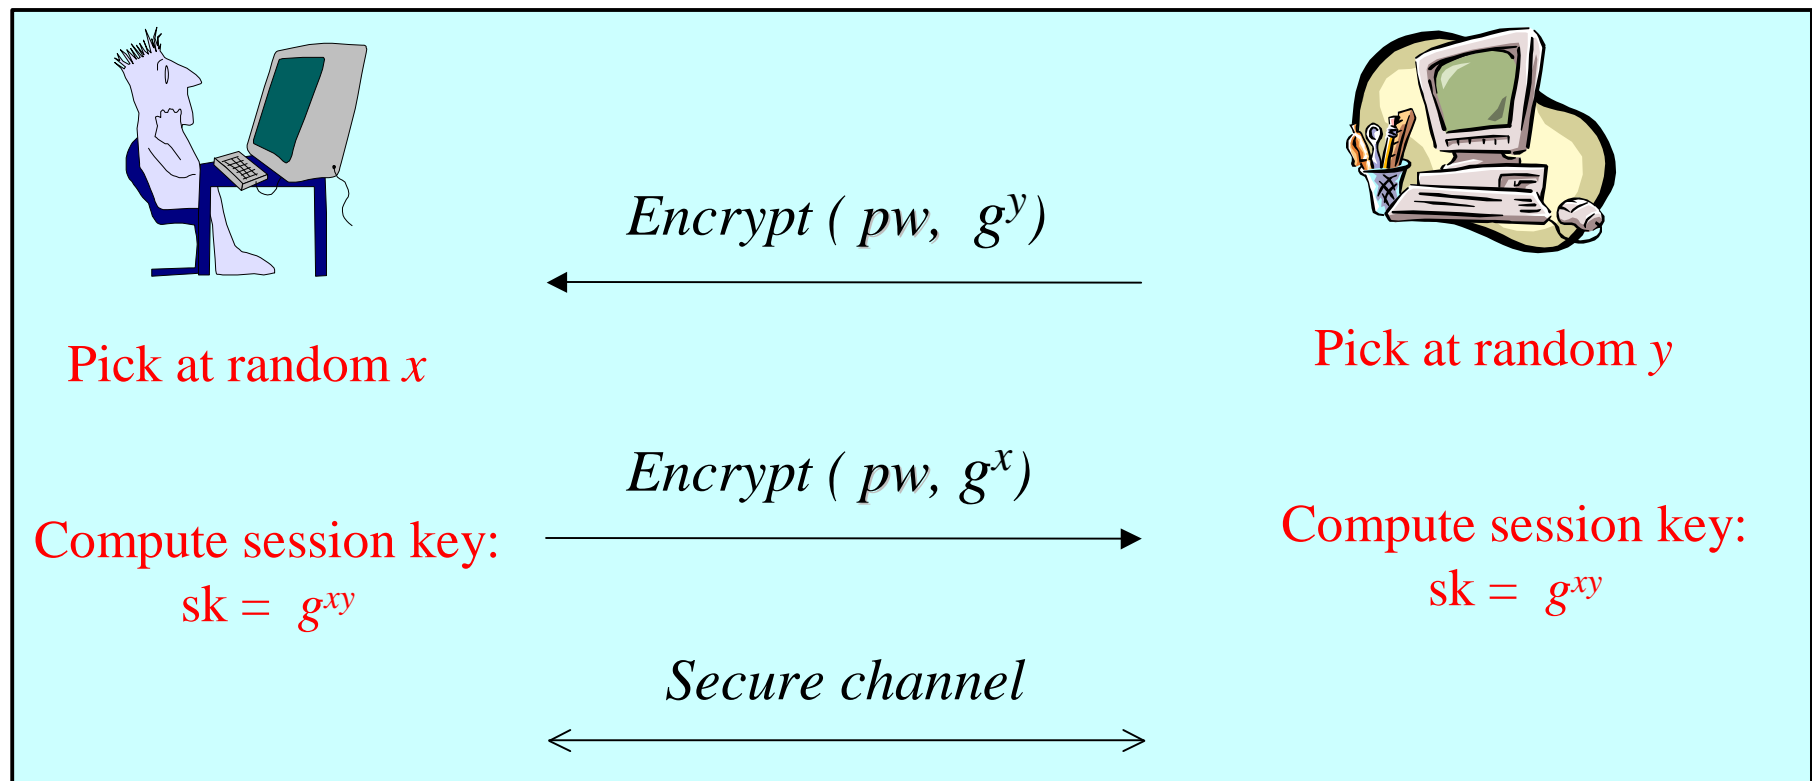 Encrypt ( pw, g^y)
Pick at random x
Pick at random y
Encrypt ( pw, g^x)
Compute session key:
sk = g^xy
Compute session key:
sk = g^xy
Secure channel